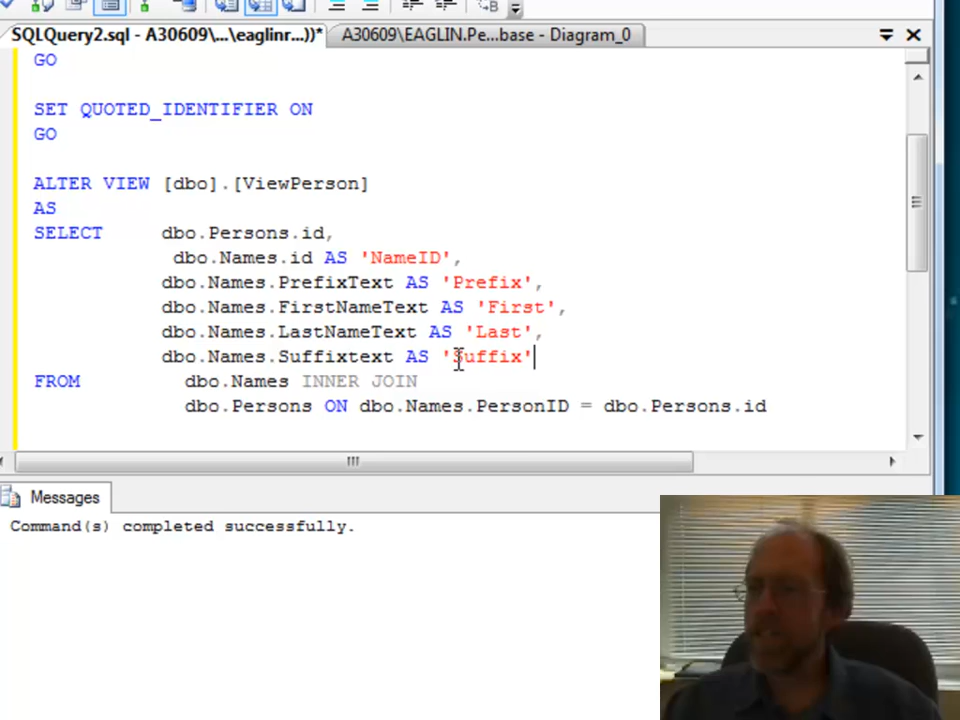 SQLQuery2.sql - A30609\...\eaglinr...))* A30609\EAGLIN.Pe...base - Diagram_0
GO
SET QUOTED_IDENTIFIER ON
GO
ALTER VIEW [dbo].[ViewPerson]
AS
SELECT dbo.Persons.id,
dbo.Names.id AS 'NameID',
dbo.Names.PrefixText AS 'Prefix',
dbo.Names.FirstNameText AS 'First',
dbo.Names.LastNameText AS 'Last',
dbo.Names.Suffixtext AS 'Suffix'
FROM dbo.Names INNER JOIN
dbo.Persons ON dbo.Names.PersonID = dbo.Persons.id
Messages
Command(s) completed successfully.